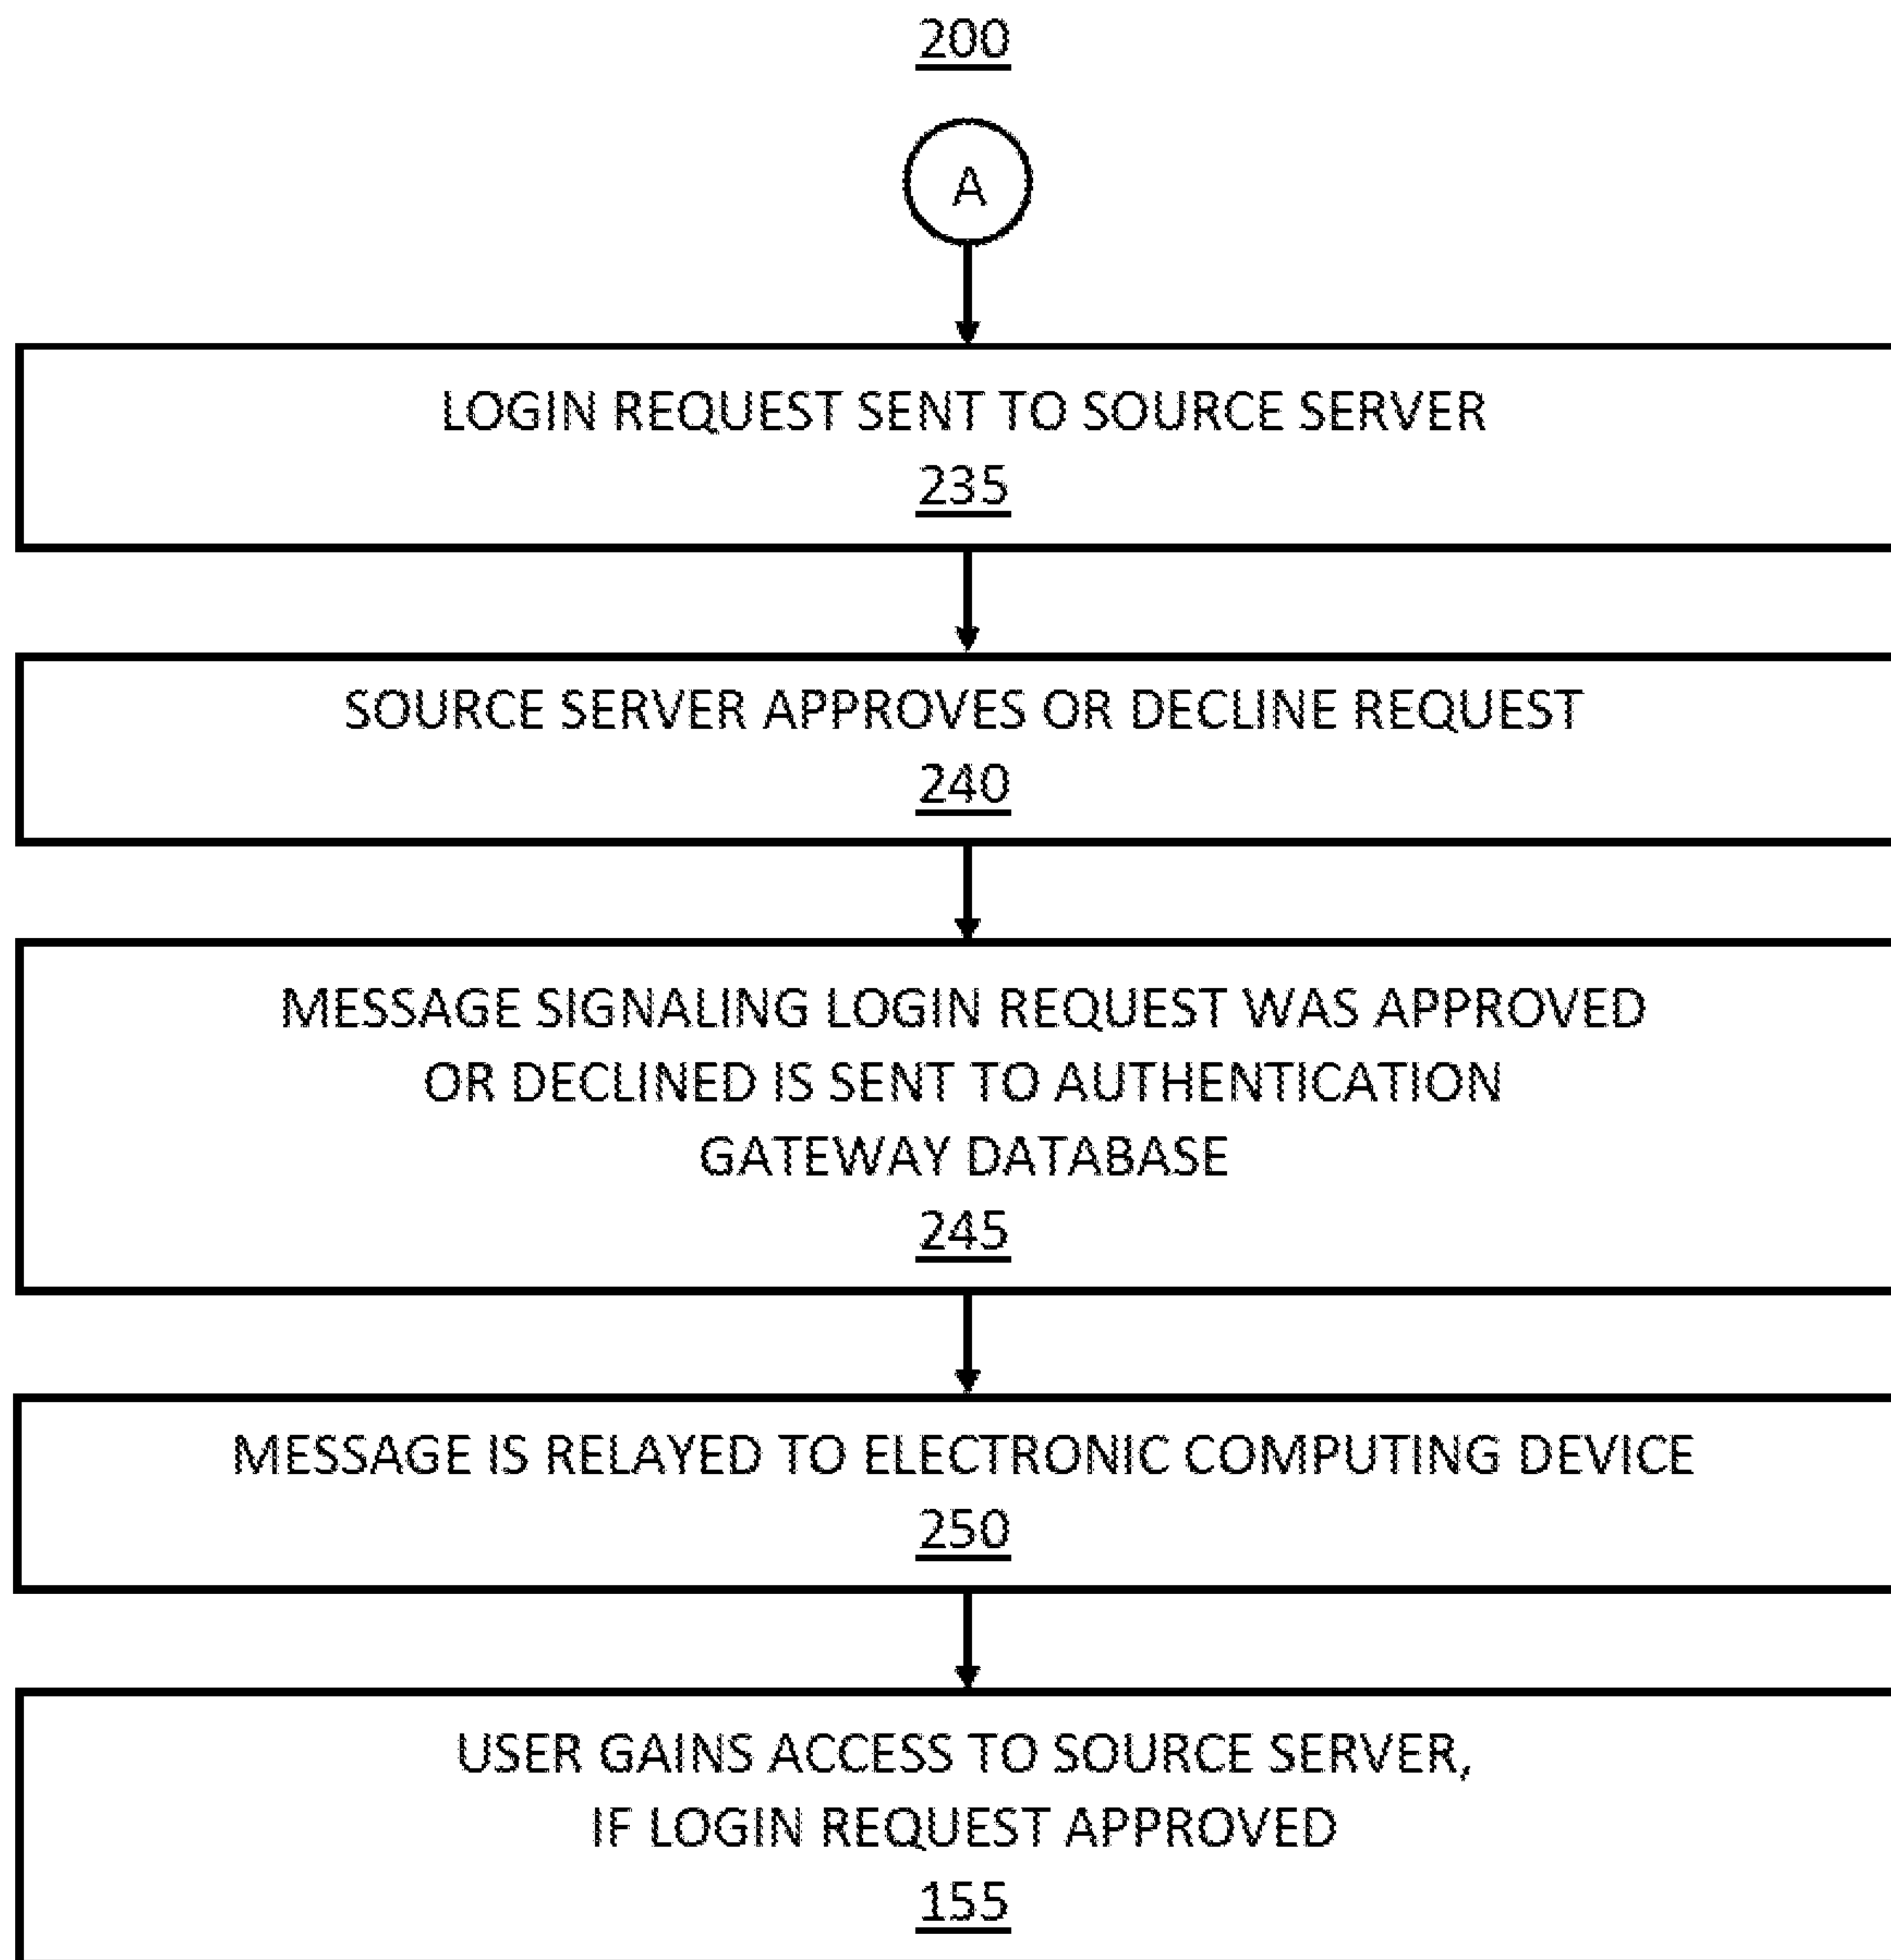 200
A
LOGIN REQUEST SENT TO SOURCE SERVER
235
SOURCE SERVER APPROVES OR DECLINE REQUEST
240
MESSAGE SIGNALING LOGIN REQUEST WAS APPROVED
OR DECLINED IS SENT TO AUTHENTICATION
GATEWAY DATABASE
245
MESSAGE IS RELAYED TO ELECTRONIC COMPUTING DEVICE
250
USER GAINS ACCESS TO SOURCE SERVER,
IF LOGIN REQUEST APPROVED
155